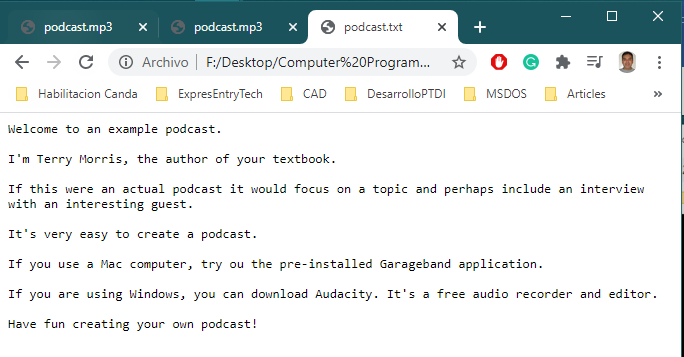 podcast.mp3
podcast.mp3
podcast.txt
Archivo
F:/Desktop/Computer%20Program...
Habilitacion Canda
ExpresEntryTech
CAD
DesarrolloPTDI
MSDOS
Articles
Welcome to an example podcast.
I'm Terry Morris, the author of your textbook.
If this were an actual podcast it would focus on a topic and perhaps include an interview
with an interesting guest.
It's very easy to create a podcast.
If you use a Mac computer, try ou the pre-installed Garageband application.
If you are using Windows, you can download Audacity. It's a free audio recorder and editor.
Have fun creating your own podcast!